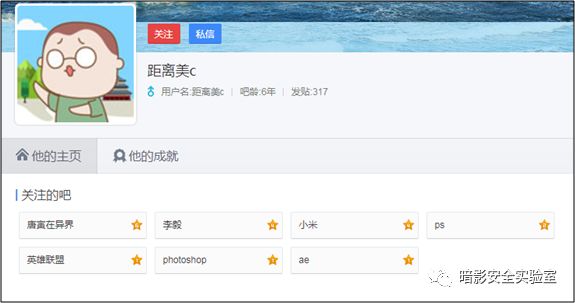 关注 私信
距离美c
用户名:距离美c 吧龄:6年 发贴:317
他的主页 他的成就
关注的吧
唐寅在异界 李毅 小米 ps
英雄联盟 photoshop ae
暗影安全实验室